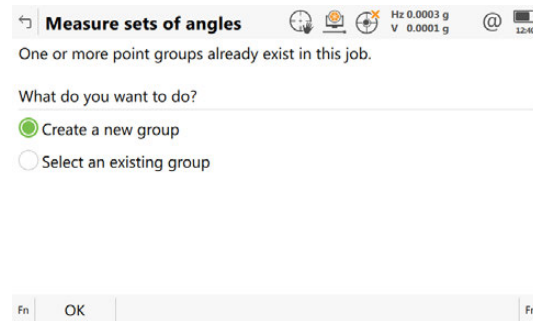 Measure sets of angles
Hz 0.0003 g
V 0.0001 g
@
One or more point groups already exist in this job.
What do you want to do?
Create a new group
Select an existing group
Fn OK